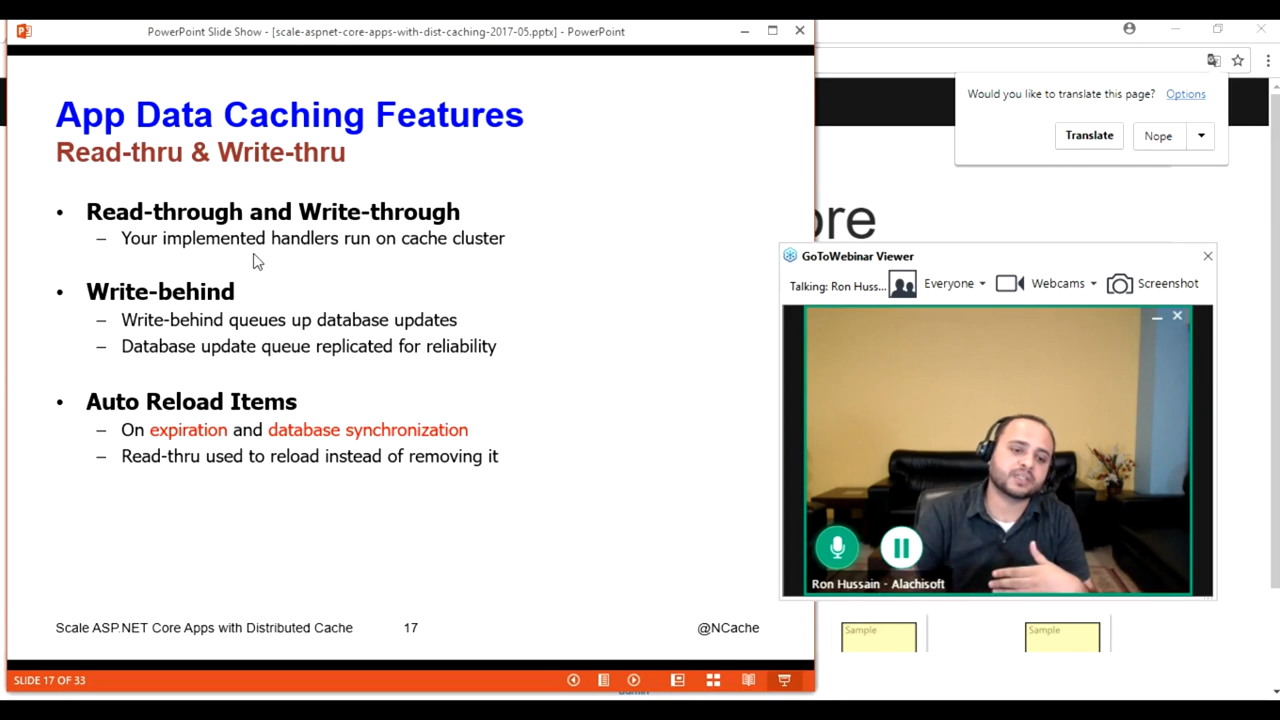 PowerPoint Slide Show - [scale-aspnet-core-apps-with-dist-caching-2017-05.pptx] - PowerPoint
App Data Caching Features
Read-thru & Write-thru
• Read-through and Write-through
– Your implemented handlers run on cache cluster
• Write-behind
– Write-behind queues up database updates
– Database update queue replicated for reliability
• Auto Reload Items
– On expiration and database synchronization
– Read-thru used to reload instead of removing it
Scale ASP.NET Core Apps with Distributed Cache 17 @NCache
SLIDE 17 OF 33
Would you like to translate this page? Options
Translate Nope
ore
GoToWebinar Viewer
Talking: Ron Huss... Everyone Webcams Screenshot
Ron Hussain - Alachisoft
Sample Sample